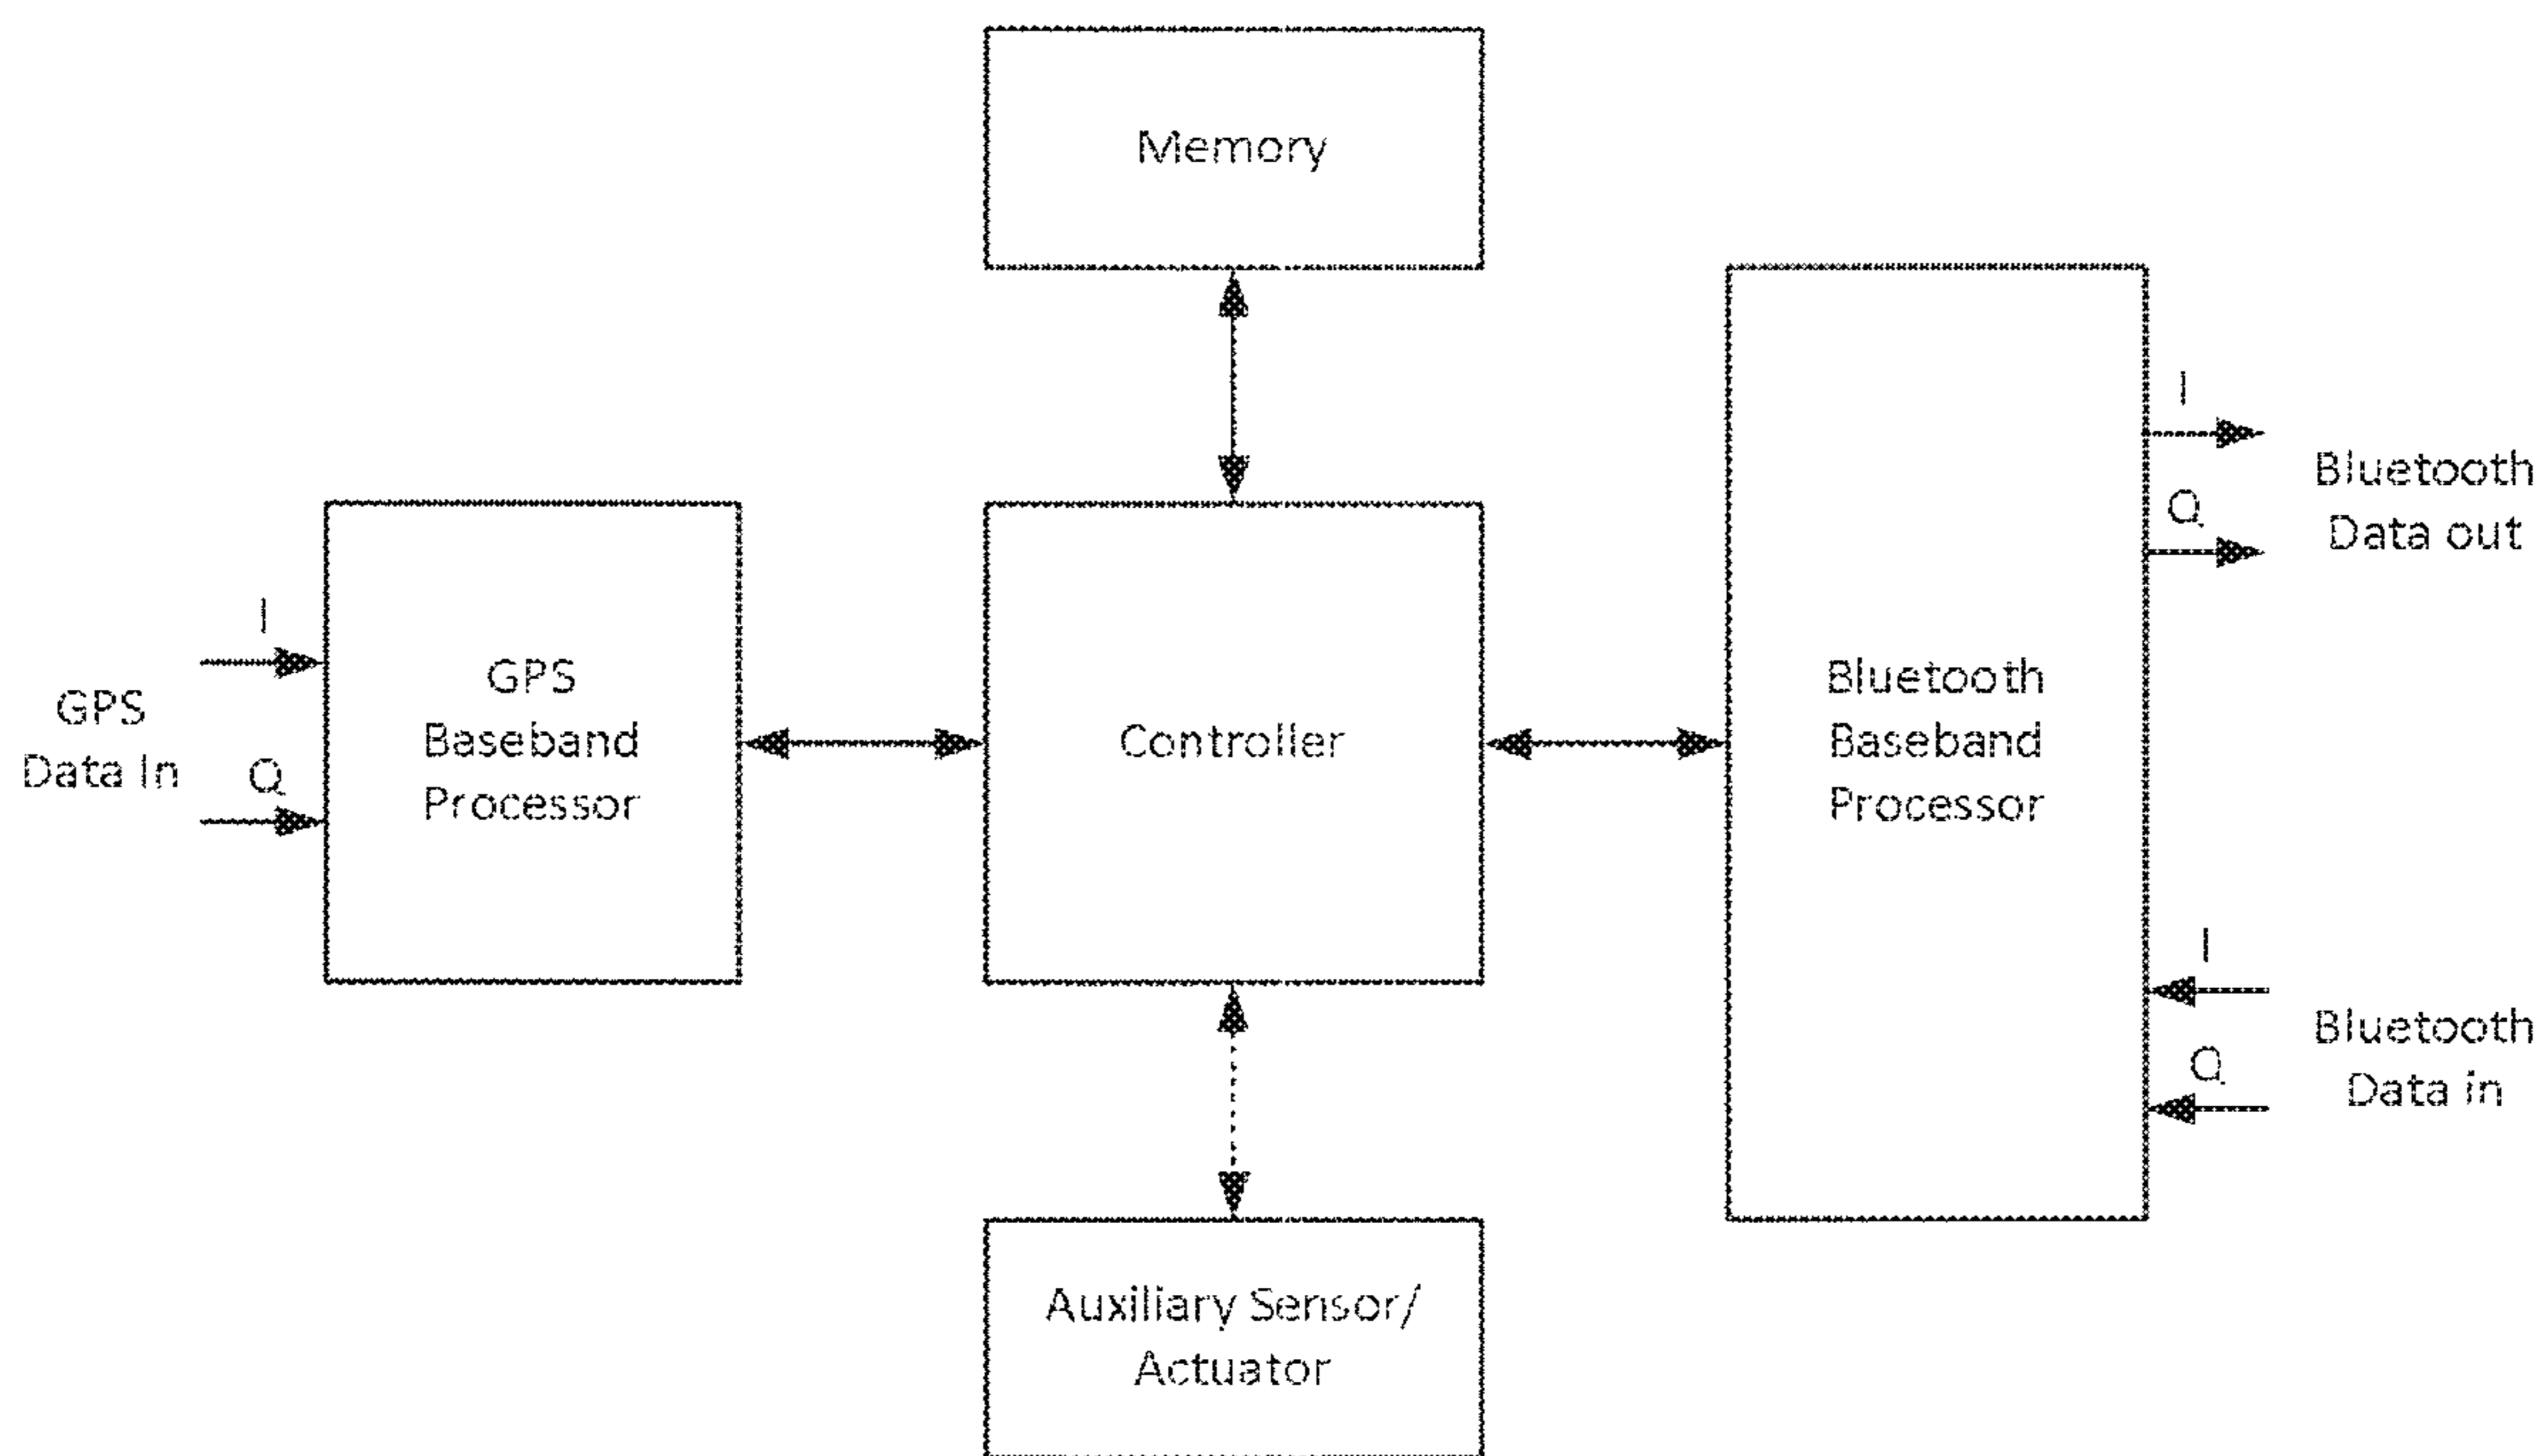 Memory
I
Bluetooth
Data out
Q
I
GPS
Data In
Q
GPS
Baseband
Processor
Controller
Bluetooth
Baseband
Processor
I
Bluetooth
Data in
Q
Auxiliary Sensor/
Actuator